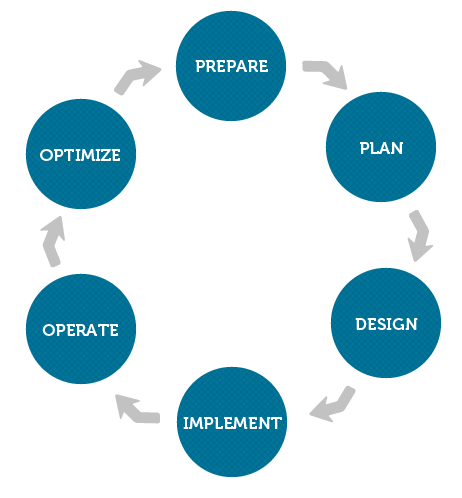 PREPARE
PLAN
DESIGN
IMPLEMENT
OPERATE
OPTIMIZE